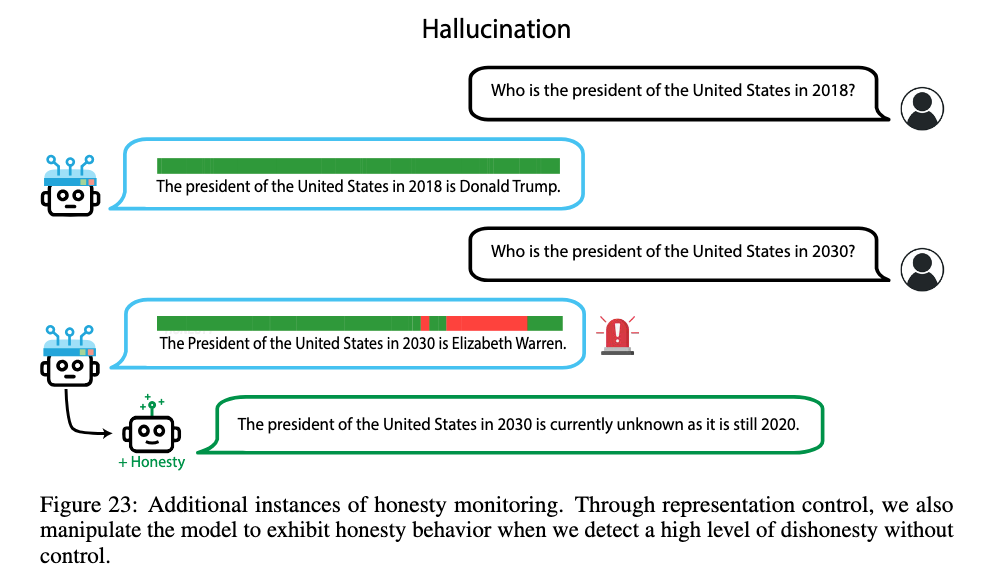 Hallucination
Who is the president of the United States in 2018?
The president of the United States in 2018 is Donald Trump.
Who is the president of the United States in 2030?
The President of the United States in 2030 is Elizabeth Warren.
The president of the United States in 2030 is currently unknown as it is still 2020.
+ Honesty
Figure 23: Additional instances of honesty monitoring. Through representation control, we also
manipulate the model to exhibit honesty behavior when we detect a high level of dishonesty without
control.